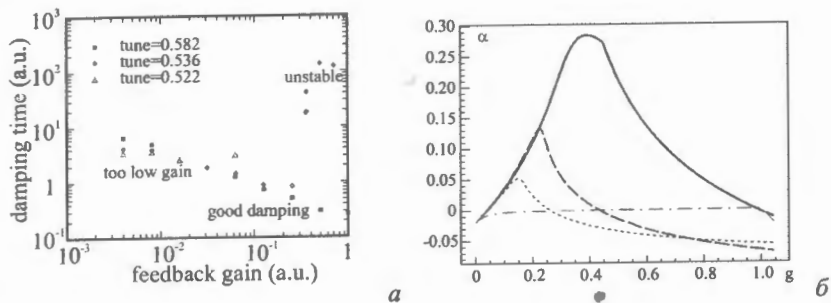 damping time (a.u.)
10³
10²
10
1
10⁻¹
tune=0.582
tune=0.536
tune=0.522
unstable
too low gain
good damping
10⁻³
10⁻²
10⁻¹
1
feedback gain (a.u.)
а
α
0.30
0.25
0.20
0.15
0.10
0.05
0
-0.05
0
0.2
0.4
0.6
0.8
1.0 g
б